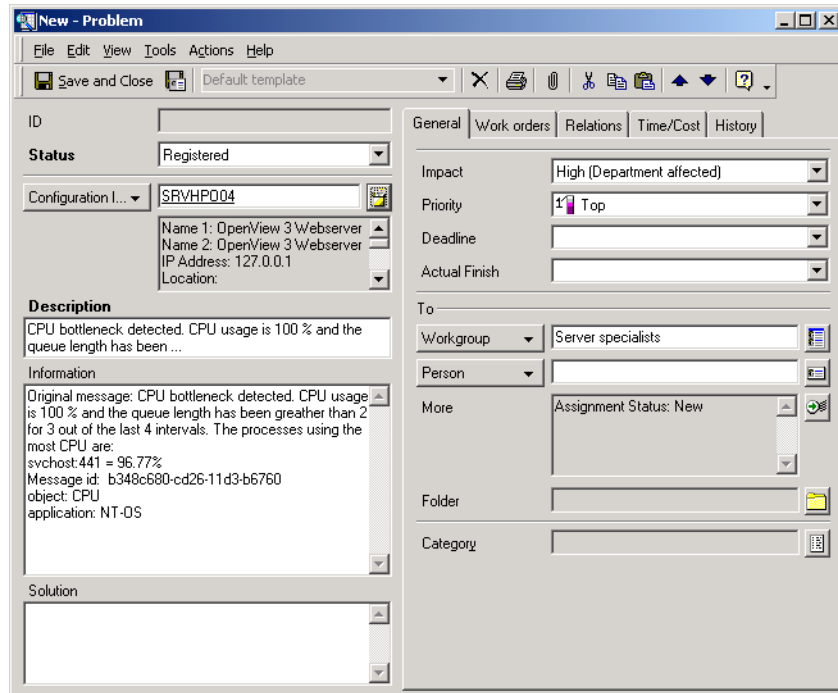 New - Problem
File Edit View Tools Actions Help
Save and Close Default template
ID
Status Registered
Configuration I... SRVHP004
Name 1: OpenView 3 Webserver
Name 2: OpenView 3 Webserver
IP Address: 127.0.0.1
Location:
Description
CPU bottleneck detected. CPU usage is 100 % and the
queue length has been ...
Information
Original message: CPU bottleneck detected. CPU usage
is 100 % and the queue length has been greather than 2
for 3 out of the last 4 intervals. The processes using the
most CPU are:
svchost:441 = 96.77%
Message id: b348c680-cd26-11d3-b6760
object: CPU
application: NT-OS
Solution
General Work orders Relations Time/Cost History
Impact High (Department affected)
Priority 1 Top
Deadline
Actual Finish
To
Workgroup Server specialists
Person
More Assignment Status: New
Folder
Category